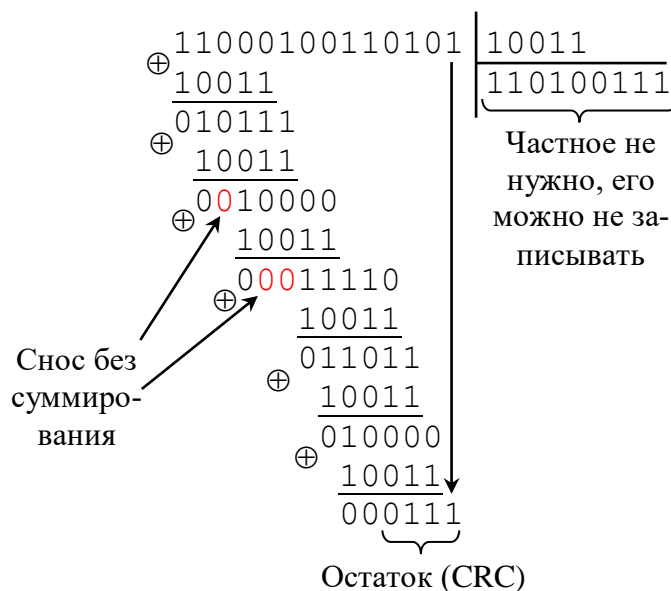 11000100110101 10011
⊕
10011 110100111
010111
⊕
10011 Частное не
нужно, его
0010000
⊕
можно не за-
10011
писывать
00011110
⊕
10011
Снос без
011011
суммиро-
⊕
10011
вания
010000
⊕
10011
000111
Остаток (CRC)